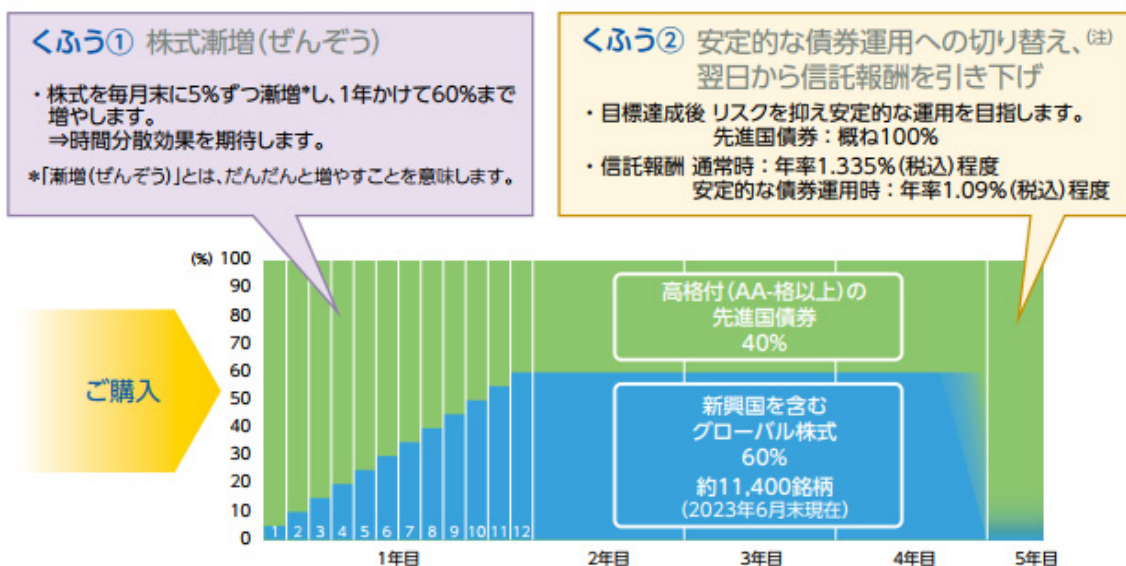 くふう① 株式漸増(ぜんぞう)
・株式を毎月末に5%ずつ漸増*し、1年かけて60%まで
増やします。
⇒時間分散効果を期待します。
*「漸増(ぜんぞう)」とは、だんだんと増やすことを意味します。
くふう② 安定的な債券運用への切り替え、(注)
翌日から信託報酬を引き下げ
・目標達成後 リスクを抑え安定的な運用を目指します。
先進国債券：概ね100%
・信託報酬 通常時：年率1.335%(税込)程度
安定的な債券運用時：年率1.09%(税込)程度
ご購入
(%) 100
90
80
70
60
50
40
30
20
10
0
高格付(AA-格以上)の
先進国債券
40%
新興国を含む
グローバル株式
60%
約11,400銘柄
(2023年6月末現在)
1 2 3 4 5 6 7 8 9 10 11 12
1年目 2年目 3年目 4年目 5年目